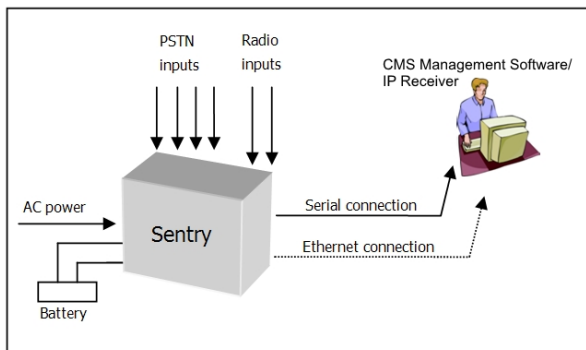 PSTN
inputs
Radio
inputs
CMS Management Software/
IP Receiver
AC power
Serial connection
Sentry
Ethernet connection
Battery